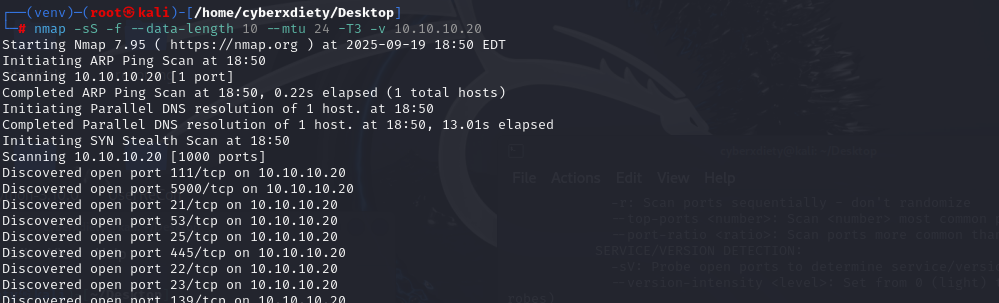 ┌──(venv)─(root㉿kali)-[/home/cyberxdiety/Desktop]
└─# nmap -sS -f --data-length 10 --mtu 24 -T3 -v 10.10.10.20
Starting Nmap 7.95 ( https://nmap.org ) at 2025-09-19 18:50 EDT
Initiating ARP Ping Scan at 18:50
Scanning 10.10.10.20 [1 port]
Completed ARP Ping Scan at 18:50, 0.22s elapsed (1 total hosts)
Initiating Parallel DNS resolution of 1 host. at 18:50
Completed Parallel DNS resolution of 1 host. at 18:50, 13.01s elapsed
Initiating SYN Stealth Scan at 18:50
Scanning 10.10.10.20 [1000 ports]
Discovered open port 111/tcp on 10.10.10.20
Discovered open port 5900/tcp on 10.10.10.20
Discovered open port 21/tcp on 10.10.10.20
Discovered open port 53/tcp on 10.10.10.20
Discovered open port 25/tcp on 10.10.10.20
Discovered open port 445/tcp on 10.10.10.20
Discovered open port 22/tcp on 10.10.10.20
Discovered open port 23/tcp on 10.10.10.20
Discovered open port 139/tcp on 10.10.10.20
File Actions Edit View Help
-r: Scan ports sequentially - don't randomize
--top-ports <number>: Scan <number> most common
--port-ratio <ratio>: Scan ports more common
SERVICE/VERSION DETECTION:
-sV: Probe open ports to determine service/versi
--version-intensity <level>: Set from 0 (light)
probes)